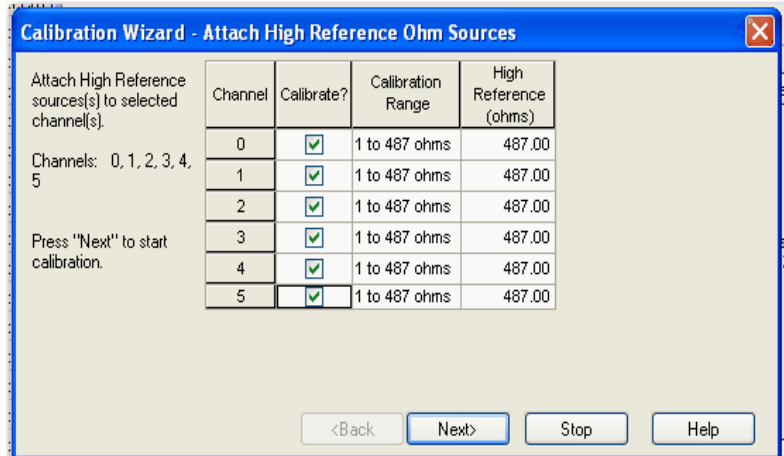 Calibration Wizard - Attach High Reference Ohm Sources
Attach High Reference
sources(s) to selected
channel(s).
Channels: 0, 1, 2, 3, 4,
5
Press "Next" to start
calibration.
Channel Calibrate? Calibration Range High Reference (ohms)
0 1 to 487 ohms 487.00
1 1 to 487 ohms 487.00
2 1 to 487 ohms 487.00
3 1 to 487 ohms 487.00
4 1 to 487 ohms 487.00
5 1 to 487 ohms 487.00
<Back Next> Stop Help